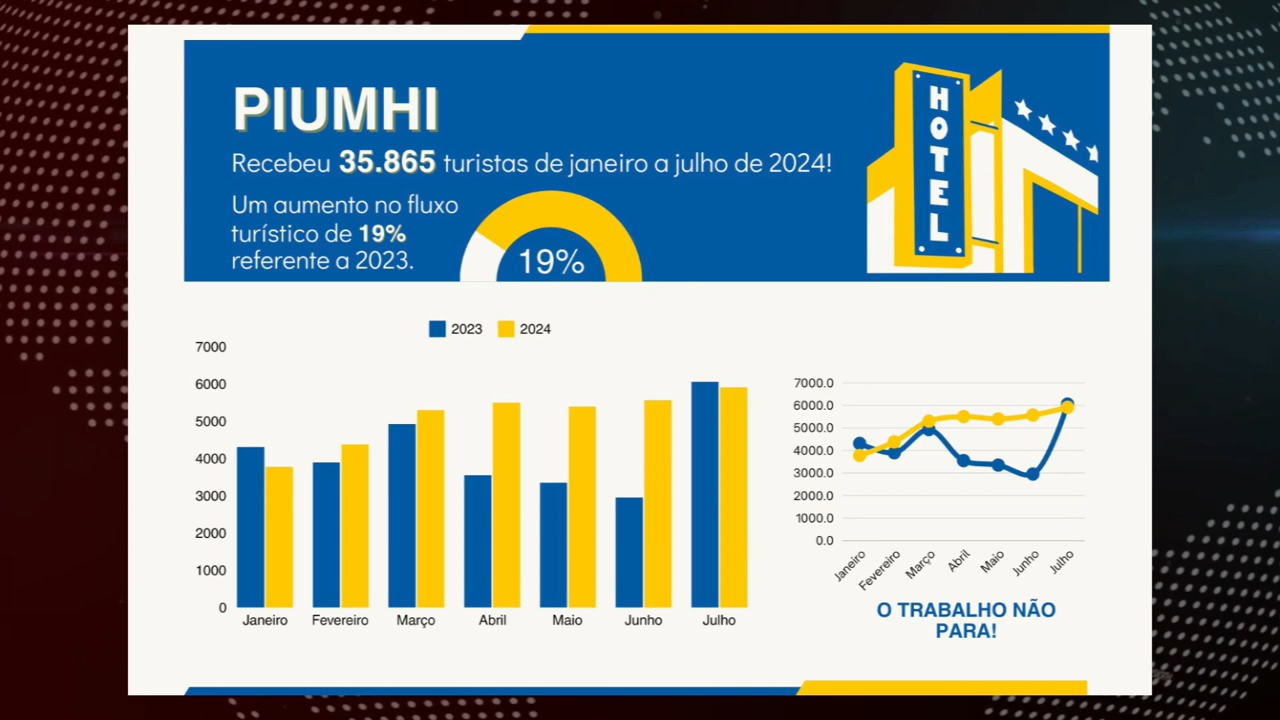 PIUMHI
Recebeu 35.865 turistas de janeiro a julho de 2024!
Um aumento no fluxo
turístico de 19%
referente a 2023.
19%
HOTEL
2023 2024
7000
6000
5000
4000
3000
2000
1000
0
Janeiro Fevereiro Março Abril Maio Junho Julho
7000.0
6000.0
5000.0
4000.0
3000.0
2000.0
1000.0
0.0
Janeiro Fevereiro Março Abril Maio Junho Julho
O TRABALHO NÃO
PARA!